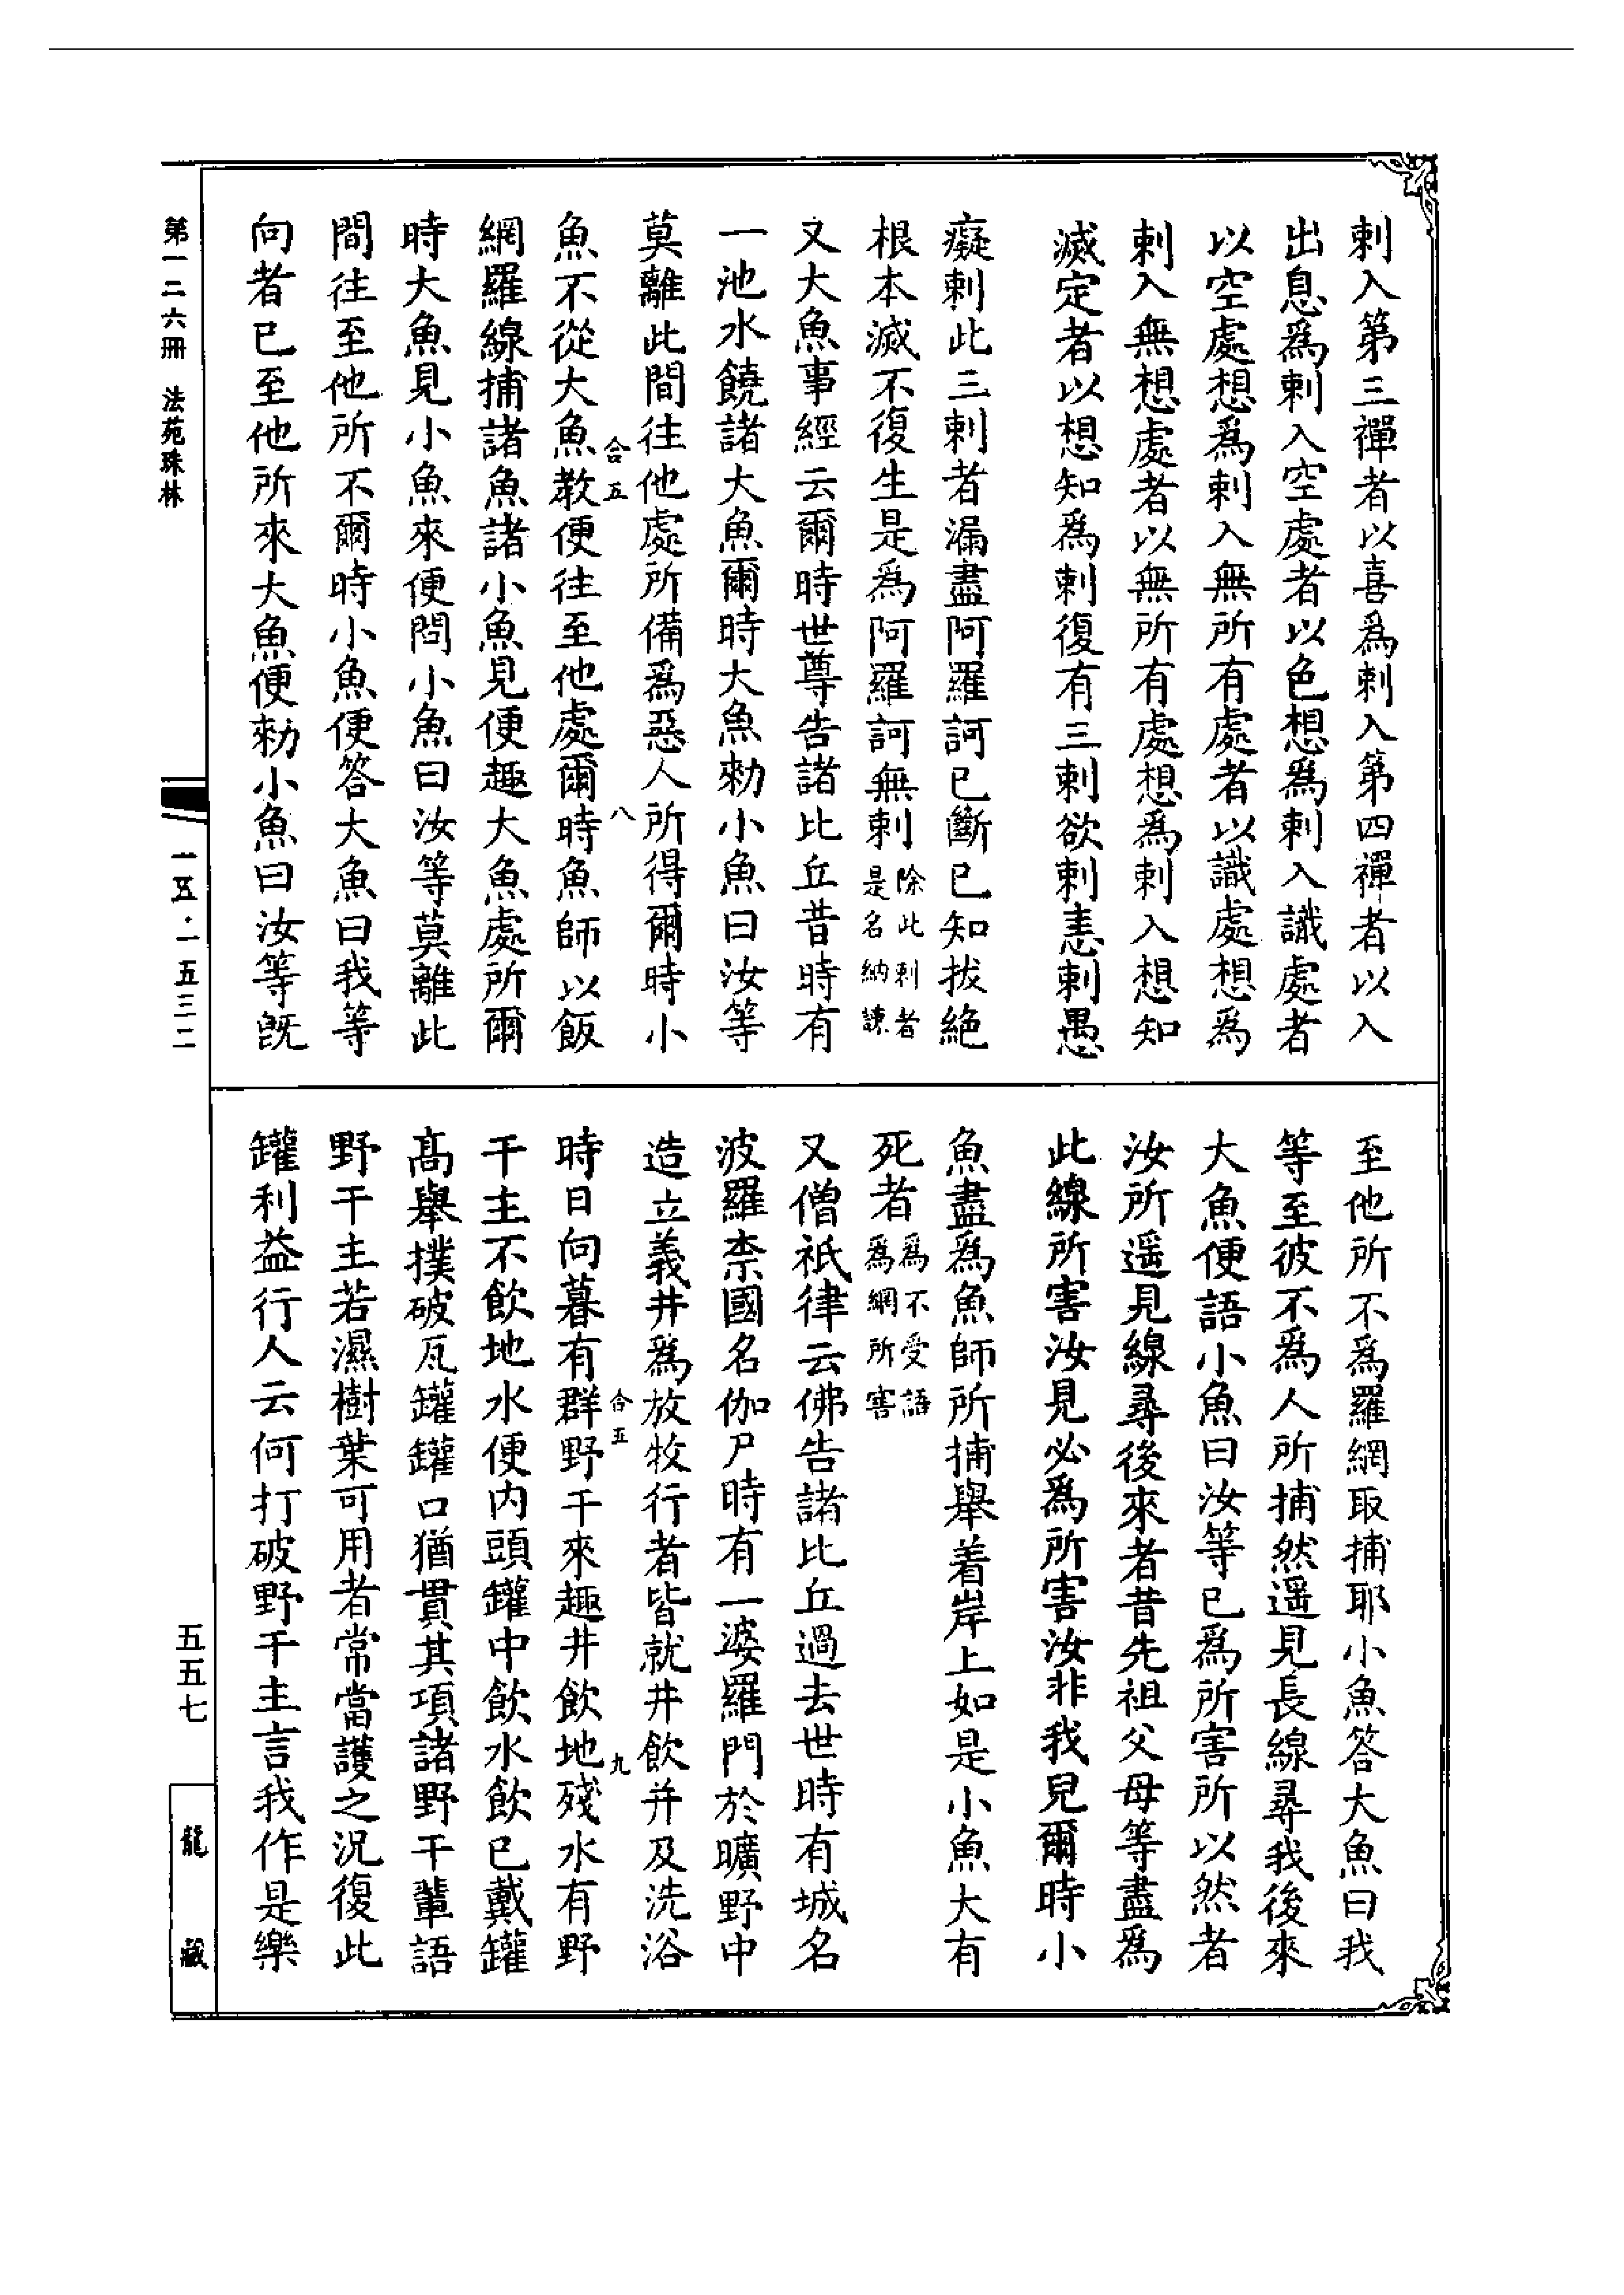 刺入第三禪者以喜爲刺入第四禪者以入
出息爲刺入空處者以色想爲刺入識處者
以空處想爲刺入無所有處者以識處想爲
刺入無想處者以無所有處想爲刺入想知
滅定者以想知爲刺復有三刺欲刺恚刺愚
癡刺此三刺者漏盡阿羅訶已斷已知拔絶
根本滅不復生是爲阿羅訶無刺除此刺者是名納諫
又大魚事經云爾時世尊告諸比丘昔時有
一池水饒諸大魚爾時大魚勑小魚曰汝等
莫離此間往他處所備爲惡人所得爾時小
合五 八
魚不從大魚教便往至他處爾時魚師以飯
網羅線捕諸魚諸小魚見便趣大魚處所爾
時大魚見小魚來便問小魚曰汝等莫離此
間往至他所不爾時小魚便答大魚曰我等
向者已至他所來大魚便勑小魚曰汝等旣
至他所不爲羅網取捕耶小魚答大魚曰我
等至彼不爲人所捕然遥見長線尋我後來
大魚便語小魚曰汝等已爲所害所以然者
汝所遥見線尋後來者昔先祖父母等盡爲
此線所害汝見必爲所害汝非我兒爾時小
魚盡爲魚師所捕舉着岸上如是小魚大有
死者爲不受語爲網所害
又僧祇律云佛告諸比丘過去世時有城名
波羅柰國名伽尸時有一婆羅門於曠野中
造立義井爲放牧行者皆就井飲并及洗浴
合五 九
時日向暮有群野干來趣井飲地殘水有野
干主不飲地水便内頭罐中飲水飲已戴罐
高舉撲破瓦罐罐口猶貫其項諸野干輩語
野干主若濕樹葉可用者常當護之況復此
罐利益行人云何打破野干主言我作是樂
第一二六冊 法苑珠林
一五·一五三二
五五七
龍藏